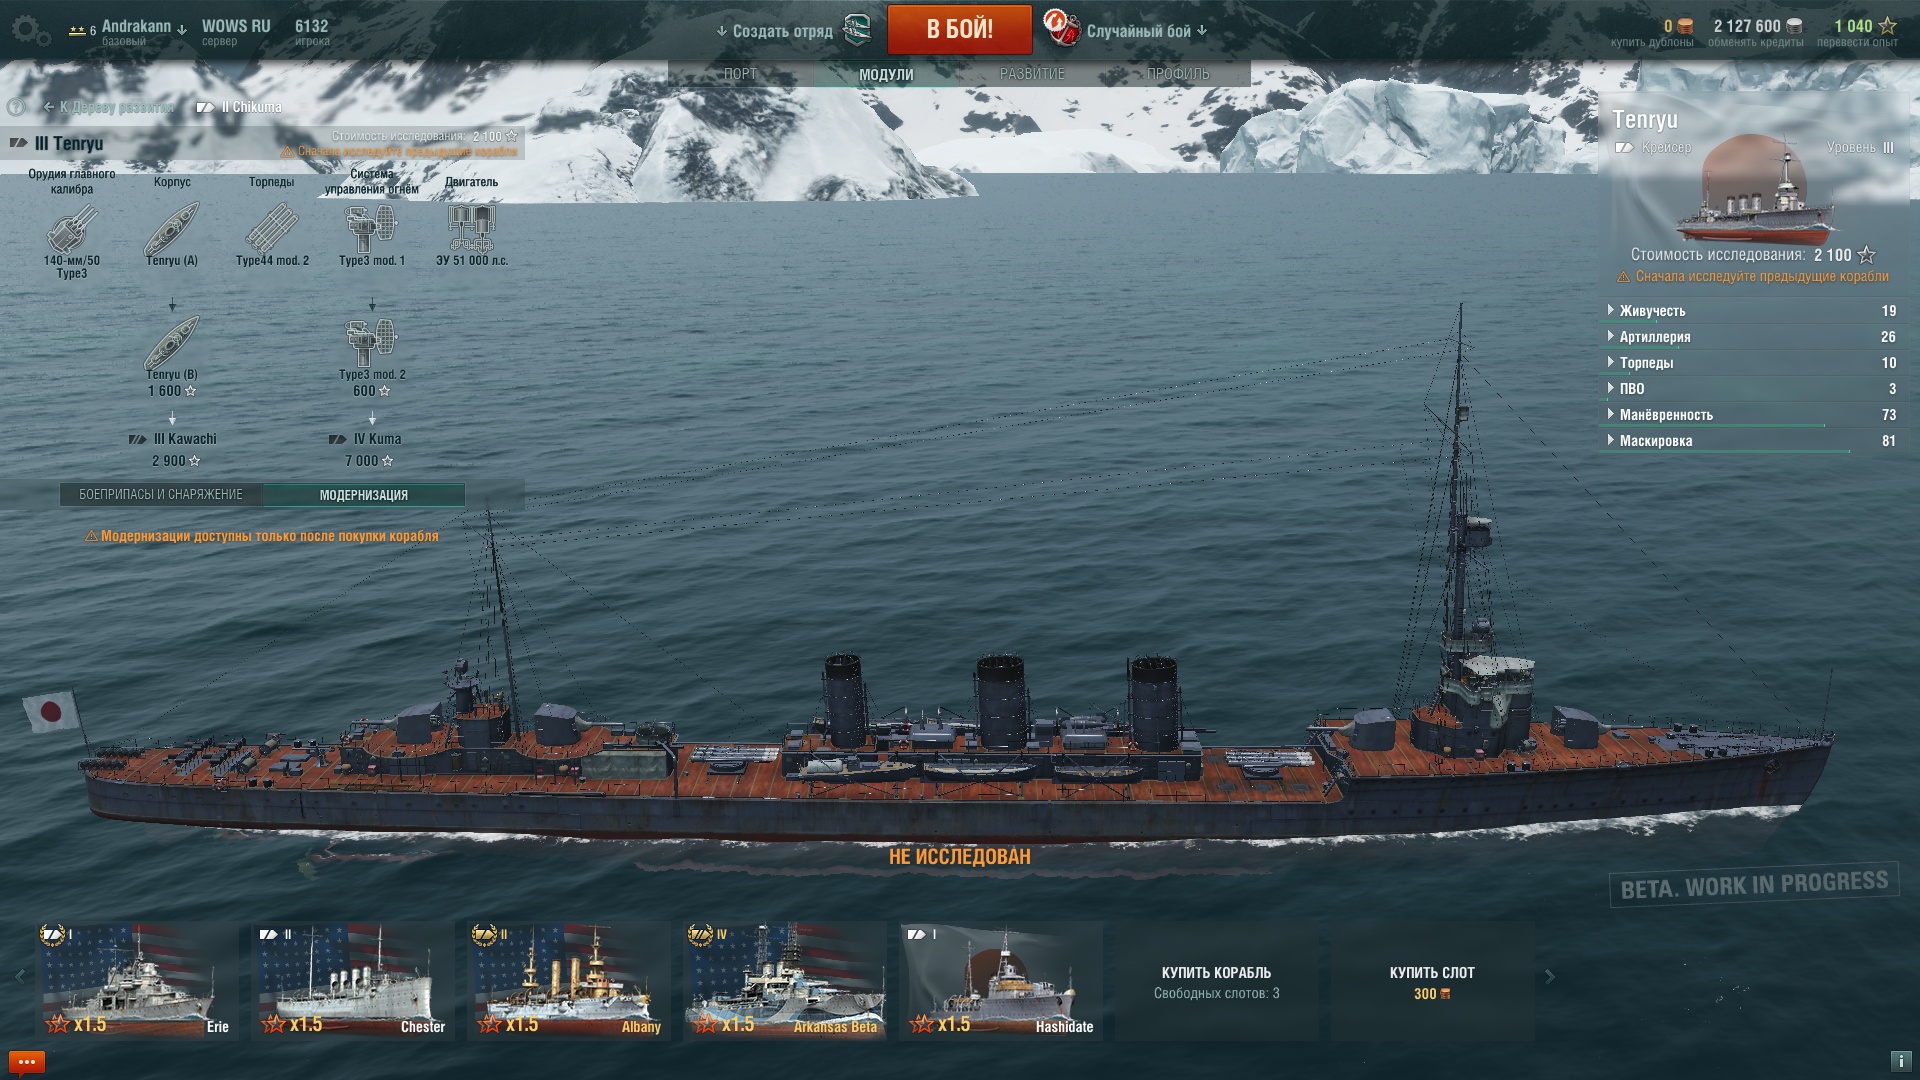 6 Andrakann
базовый
WOWS RU
сервер
6132
игрока
Создать отряд
В БОЙ!
Случайный бой
0
купить дублоны
2 127 600
обменять кредиты
1 040
перевести опыт
ПОРТ
МОДУЛИ
РАЗВИТИЕ
ПРОФИЛЬ
К Дереву развития
II Chikuma
III Tenryu
Стоимость исследования: 2 100
Сначала исследуйте предыдущие корабли
Орудия главного
калибра
Корпус
Торпеды
Система
управления огнём
Двигатель
140-мм/50
Type3
Tenryu (A)
Type44 mod. 2
Type3 mod. 1
ЭУ 51 000 л.с.
Tenryu (B)
1 600
Type3 mod. 2
600
III Kawachi
2 900
IV Kuma
7 000
БОЕПРИПАСЫ И СНАРЯЖЕНИЕ
МОДЕРНИЗАЦИЯ
Модернизации доступны только после покупки корабля
Tenryu
Крейсер
Уровень III
Стоимость исследования: 2 100
Сначала исследуйте предыдущие корабли
Живучесть 19
Артиллерия 26
Торпеды 10
ПВО 3
Манёвренность 73
Маскировка 81
НЕ ИССЛЕДОВАН
BETA. WORK IN PROGRESS
I
x1.5
Erie
II
x1.5
Chester
II
x1.5
Albany
IV
x1.5
Arkansas Beta
I
x1.5
Hashidate
КУПИТЬ КОРАБЛЬ
Свободных слотов: 3
КУПИТЬ СЛОТ
300